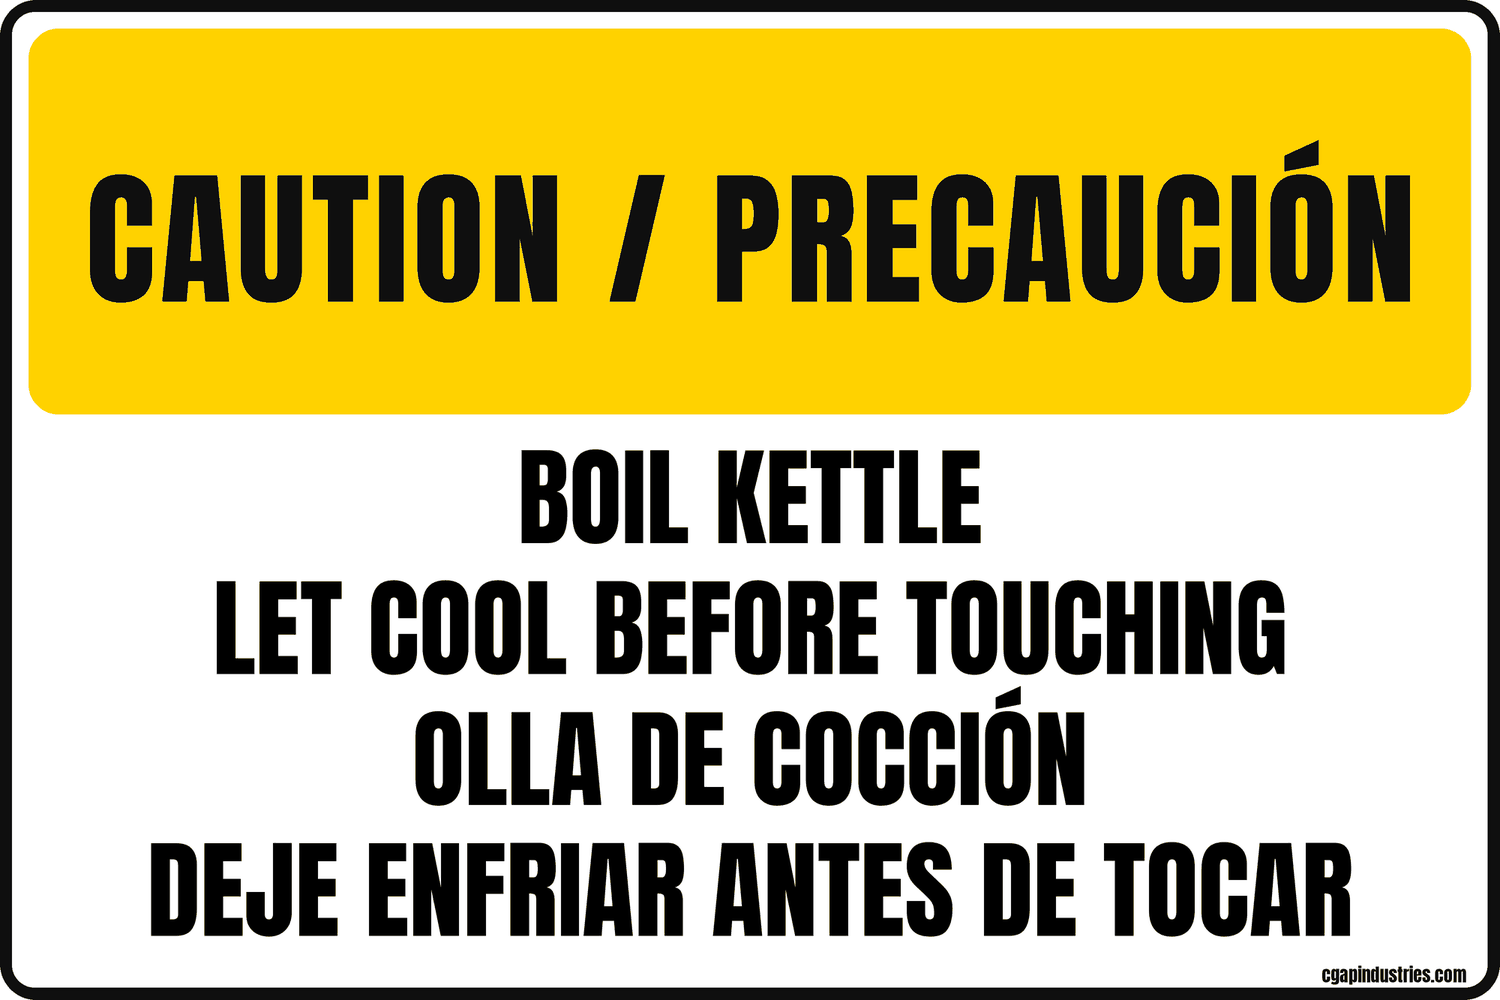 CAUTION / PRECAUCIÓN
BOIL KETTLE
LET COOL BEFORE TOUCHING
OLLA DE COCCIÓN
DEJE ENFRIAR ANTES DE TOCAR
cgapindustries.com